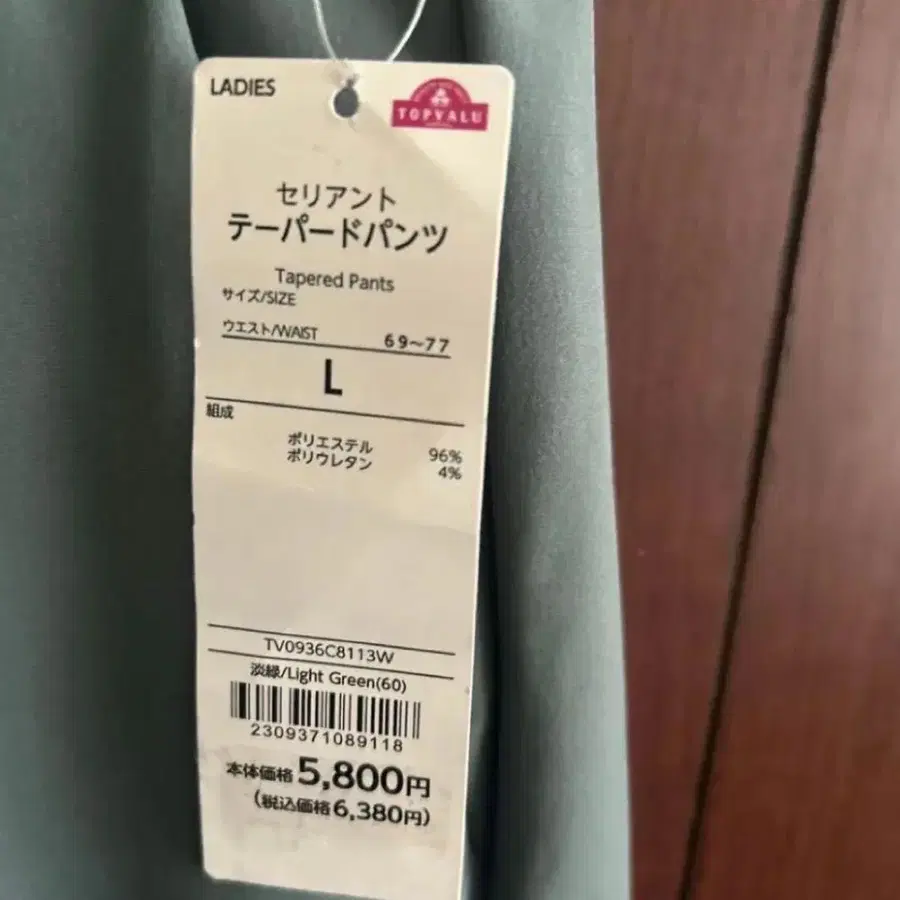 LADIES
TOPVALU
セリアント
テーパードパンツ
Tapered Pants
サイズ/SIZE
ウエスト/WAIST 69〜77
L
組成
ポリエステル 96%
ポリウレタン 4%
TV0936C8113W
淡緑/Light Green(60)
2309371089118
本体価格5,800円
(税込価格6,380円)